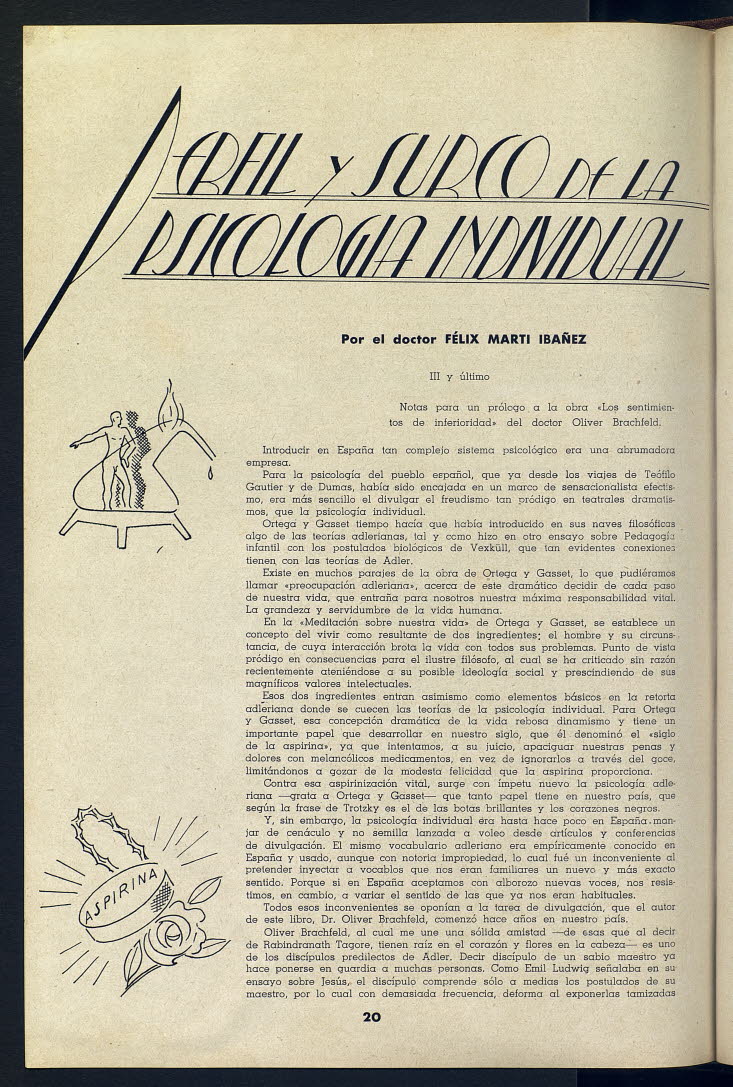 PERFIL Y SURCO DE LA
PSICOLOGIA INDIVIDUAL
Por el doctor FÉLIX MARTI IBAÑEZ
III y último
Notas para un prólogo a la obra «Los sentimien-
tos de inferioridad» del doctor Oliver Brachfeld.
Introducir en España tan complejo sistema psicológico era una abrumadora
empresa.
Para la psicología del pueblo español, que ya desde los viajes de Teófilo
Gautier y de Dumas, había sido encajada en un marco de sensacionalista efectis-
mo, era más sencillo el divulgar el freudismo tan pródigo en teatrales dramatis-
mos, que la psicología individual.
Ortega y Gasset tiempo hacía que había introducido en sus naves filosóficas
algo de las teorías adlerianas, tal y como hizo en otro ensayo sobre Pedagogía
infantil con los postulados biológicos de Vexküll, que tan evidentes conexiones
tienen con las teorías de Adler.
Existe en muchos parajes de la obra de Ortega y Gasset, lo que pudiéramos
llamar «preocupación adleriana», acerca de este dramático decidir de cada paso
de nuestra vida, que entraña para nosotros nuestra máxima responsabilidad vital.
La grandeza y servidumbre de la vida humana.
En la «Meditación sobre nuestra vida» de Ortega y Gasset, se establece un
concepto del vivir como resultante de dos ingredientes: el hombre y su circuns-
tancia, de cuya interacción brota la vida con todos sus problemas. Punto de vista
pródigo en consecuencias para el ilustre filósofo, al cual se ha criticado sin razón
recientemente ateniéndose a su posible ideología social y prescindiendo de sus
magníficos valores intelectuales.
Esos dos ingredientes entran asimismo como elementos básicos en la retorta
adleriana donde se cuecen las teorías de la psicología individual. Para Ortega
y Gasset, esa concepción dramática de la vida rebosa dinamismo y tiene un
importante papel que desarrollar en nuestro siglo, que él denominó el «siglo
de la aspirina», ya que intentamos, a su juicio, apaciguar nuestras penas y
dolores con melancólicos medicamentos, en vez de ignorarlos a través del goce,
limitándonos a gozar de la modesta felicidad que la aspirina proporciona.
Contra esa aspirinización vital, surge con ímpetu nuevo la psicología adle-
riana —grata a Ortega y Gasset— que tanto papel tiene en nuestro país, que
según la frase de Trotzky es el de las botas brillantes y los corazones negros.
Y, sin embargo, la psicología individual era hasta hace poco en España man-
jar de cenáculo y no semilla lanzada a voleo desde artículos y conferencias
de divulgación. El mismo vocabulario adleriano era empíricamente conocido en
España y usado, aunque con notoria impropiedad, lo cual fué un inconveniente al
pretender inyectar a vocablos que nos eran familiares un nuevo y más exacto
sentido. Porque si en España aceptamos con alborozo nuevas voces, nos resis-
timos, en cambio, a variar el sentido de las que ya nos eran habituales.
Todos esos inconvenientes se oponían a la tarea de divulgación, que el autor
de este libro, Dr. Oliver Brachfeld, comenzó hace años en nuestro país.
Oliver Brachfeld, al cual me une una sólida amistad —de esas que al decir
de Rabindranath Tagore, tienen raíz en el corazón y flores en la cabeza— es uno
de los discípulos predilectos de Adler. Decir discípulo de un sabio maestro ya
hace ponerse en guardia a muchas personas. Como Emil Ludwig señalaba en su
ensayo sobre Jesús, el discípulo comprende sólo a medias los postulados de su
maestro, por lo cual con demasiada frecuencia, deforma al exponerlas tamizadas
ASPIRINA
20